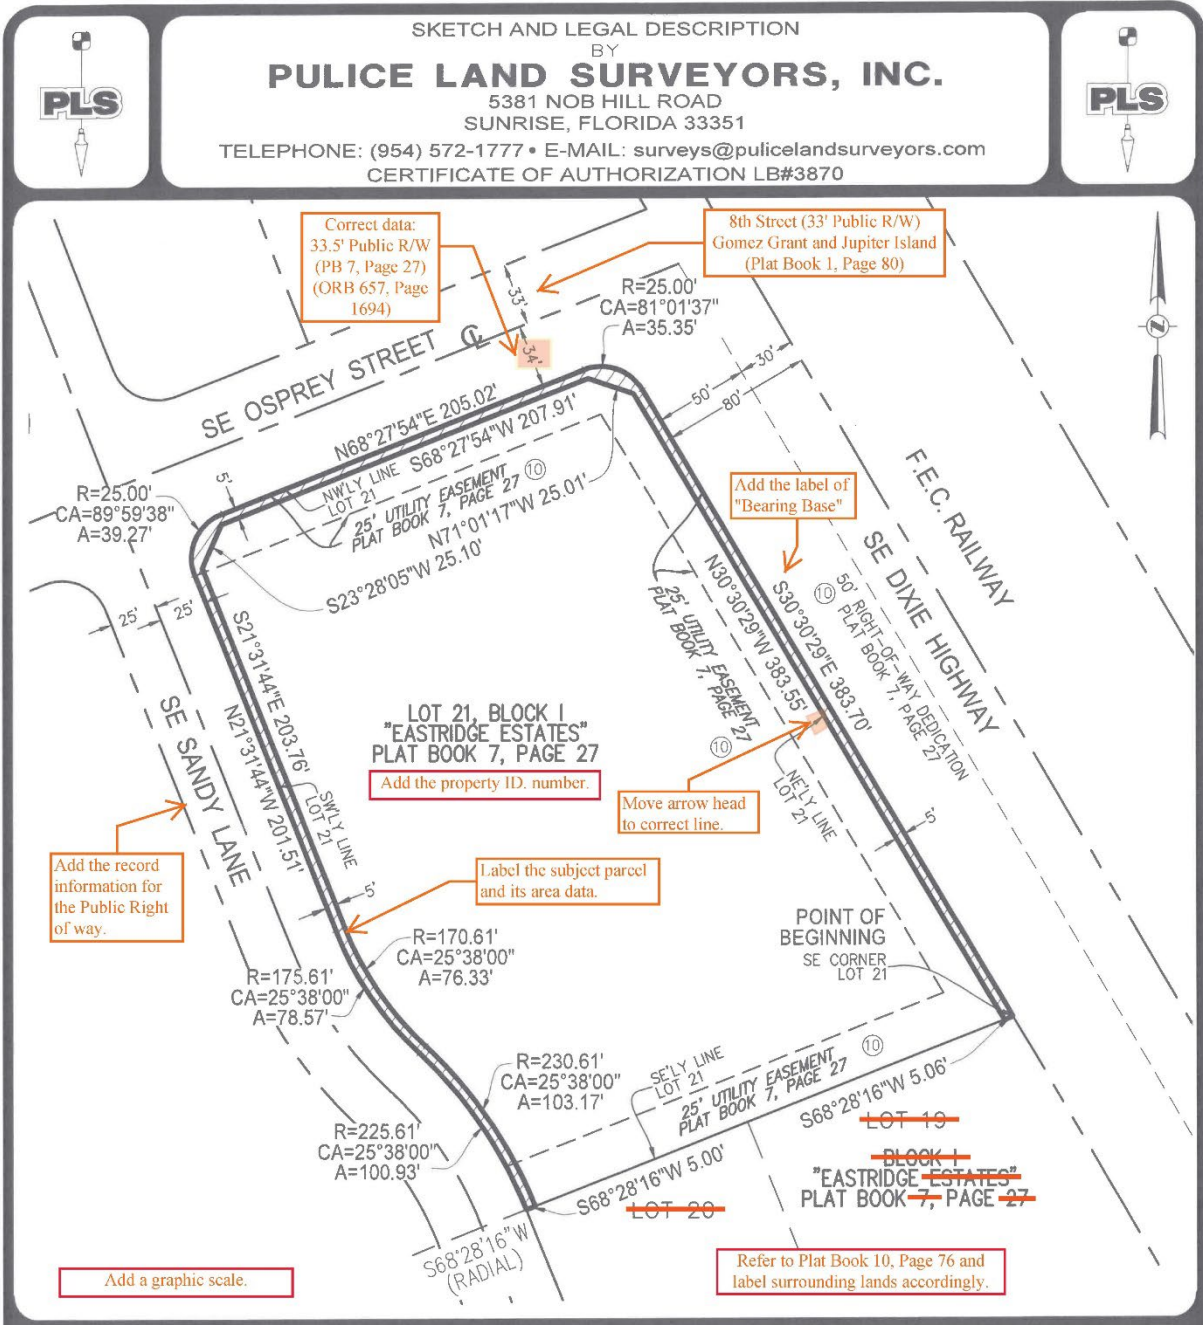 SKETCH AND LEGAL DESCRIPTION
BY
PULICE LAND SURVEYORS, INC.
5381 NOB HILL ROAD
SUNRISE, FLORIDA 33351
TELEPHONE: (954) 572-1777 • E-MAIL: surveys@pulicelandsurveyors.com
CERTIFICATE OF AUTHORIZATION LB#3870
PLS
PLS
Correct data:
33.5' Public R/W
(PB 7, Page 27)
(ORB 657, Page
1694)
8th Street (33' Public R/W)
Gomez Grant and Jupiter Island
(Plat Book 1, Page 80)
33'
34'
R=25.00'
CA=81°01'37"
A=35.35'
SE OSPREY STREET
CL
30'
50'
80'
N
N68°27'54"E 205.02'
S68°27'54"W 207.91'
NW'LY LINE
LOT 21
25' UTILITY EASEMENT
PLAT BOOK 7, PAGE 27
10
N71°01'17"W 25.01'
5'
R=25.00'
CA=89°59'38"
A=39.27'
S23°28'05"W 25.10'
Add the label of
"Bearing Base"
F.E.C. RAILWAY
SE DIXIE HIGHWAY
50' RIGHT-OF-WAY DEDICATION
PLAT BOOK 7, PAGE 27
10
S30°30'29"E 383.70'
N30°30'29"W 383.55'
25' UTILITY EASEMENT
PLAT BOOK 7, PAGE 27
10
25'
25'
S21°31'44"E 203.76'
N21°31'44"W 201.51'
SW'LY LINE
LOT 21
SE SANDY LANE
LOT 21, BLOCK I
"EASTRIDGE ESTATES"
PLAT BOOK 7, PAGE 27
Add the property ID. number.
Move arrow head
to correct line.
NE'LY LINE
LOT 21
5'
Add the record
information for
the Public Right
of way.
Label the subject parcel
and its area data.
5'
POINT OF
BEGINNING
SE CORNER
LOT 21
R=170.61'
CA=25°38'00"
A=76.33'
R=175.61'
CA=25°38'00"
A=78.57'
R=230.61'
CA=25°38'00"
A=103.17'
R=225.61'
CA=25°38'00"
A=100.93'
SE'LY LINE
LOT 21
25' UTILITY EASEMENT
PLAT BOOK 7, PAGE 27
10
S68°28'16"W 5.06'
LOT 19
BLOCK I
"EASTRIDGE ESTATES"
PLAT BOOK 7, PAGE 27
S68°28'16"W 5.00'
LOT 20
S68°28'16"W
(RADIAL)
Add a graphic scale.
Refer to Plat Book 10, Page 76 and
label surrounding lands accordingly.